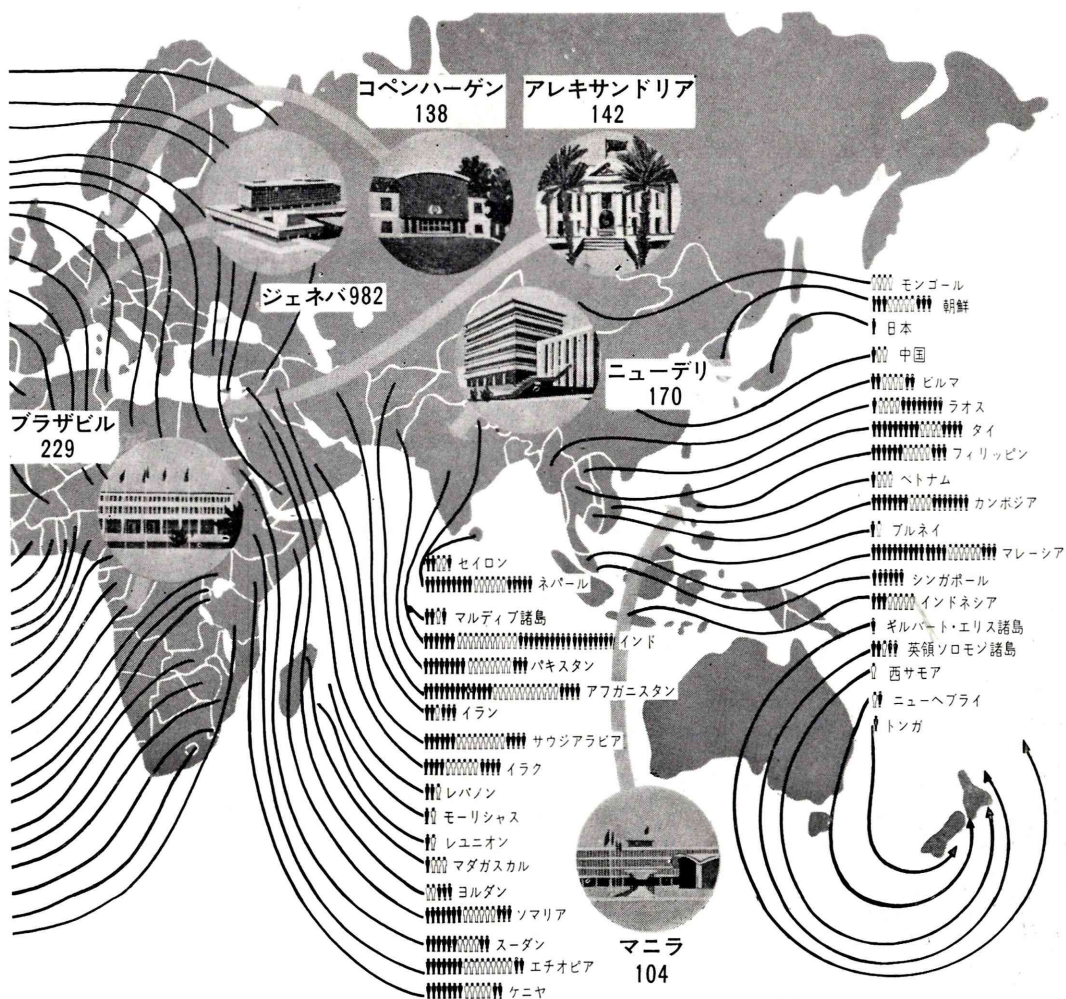 コペンハーゲン
138
アレキサンドリア
142
ジェネバ982
ニューデリ
170
ブラザビル
229
モンゴール
朝鮮
日本
中国
ビルマ
ラオス
タイ
フィリッピン
ベトナム
カンボジア
ブルネイ
マレーシア
シンガポール
インドネシア
ギルバート・エリス諸島
英領ソロモン諸島
西サモア
ニューヘブライ
トンガ
セイロン
ネパール
マルディブ諸島
インド
パキスタン
アフガニスタン
イラン
サウジアラビア
イラク
レバノン
モーリシャス
レユニオン
マダガスカル
ヨルダン
ソマリア
スーダン
エチオピア
ケニヤ
マニラ
104